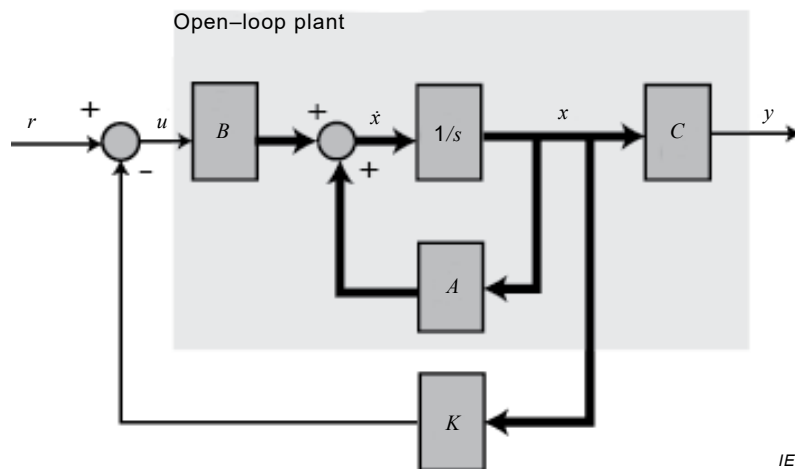 Open–loop plant
+
r
u
B
+
ẋ
1/s
x
C
y
–
+
A
K
IE